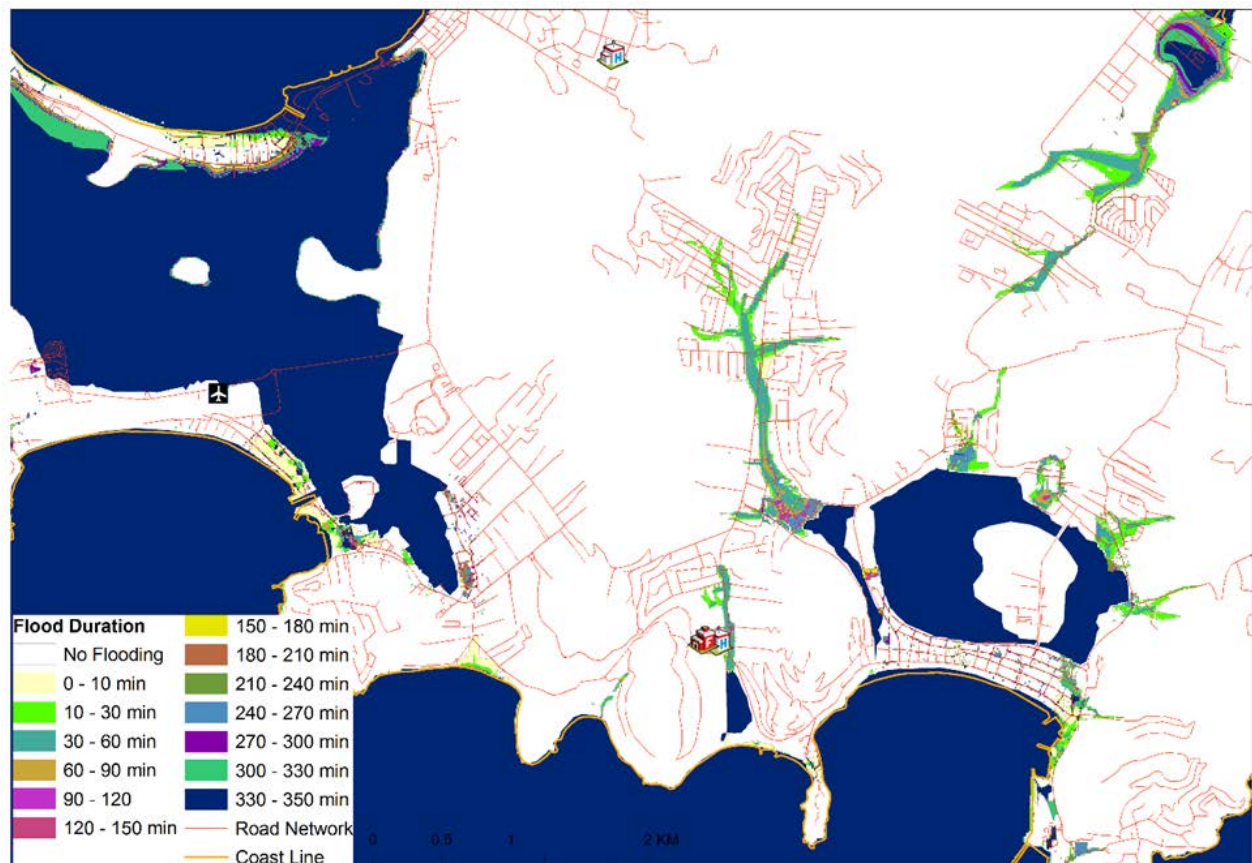 H
F H
Flood Duration
No Flooding
0 - 10 min
10 - 30 min
30 - 60 min
60 - 90 min
90 - 120
120 - 150 min
150 - 180 min
180 - 210 min
210 - 240 min
240 - 270 min
270 - 300 min
300 - 330 min
330 - 350 min
Road Network
Coast Line
0 0.5 1 2 KM